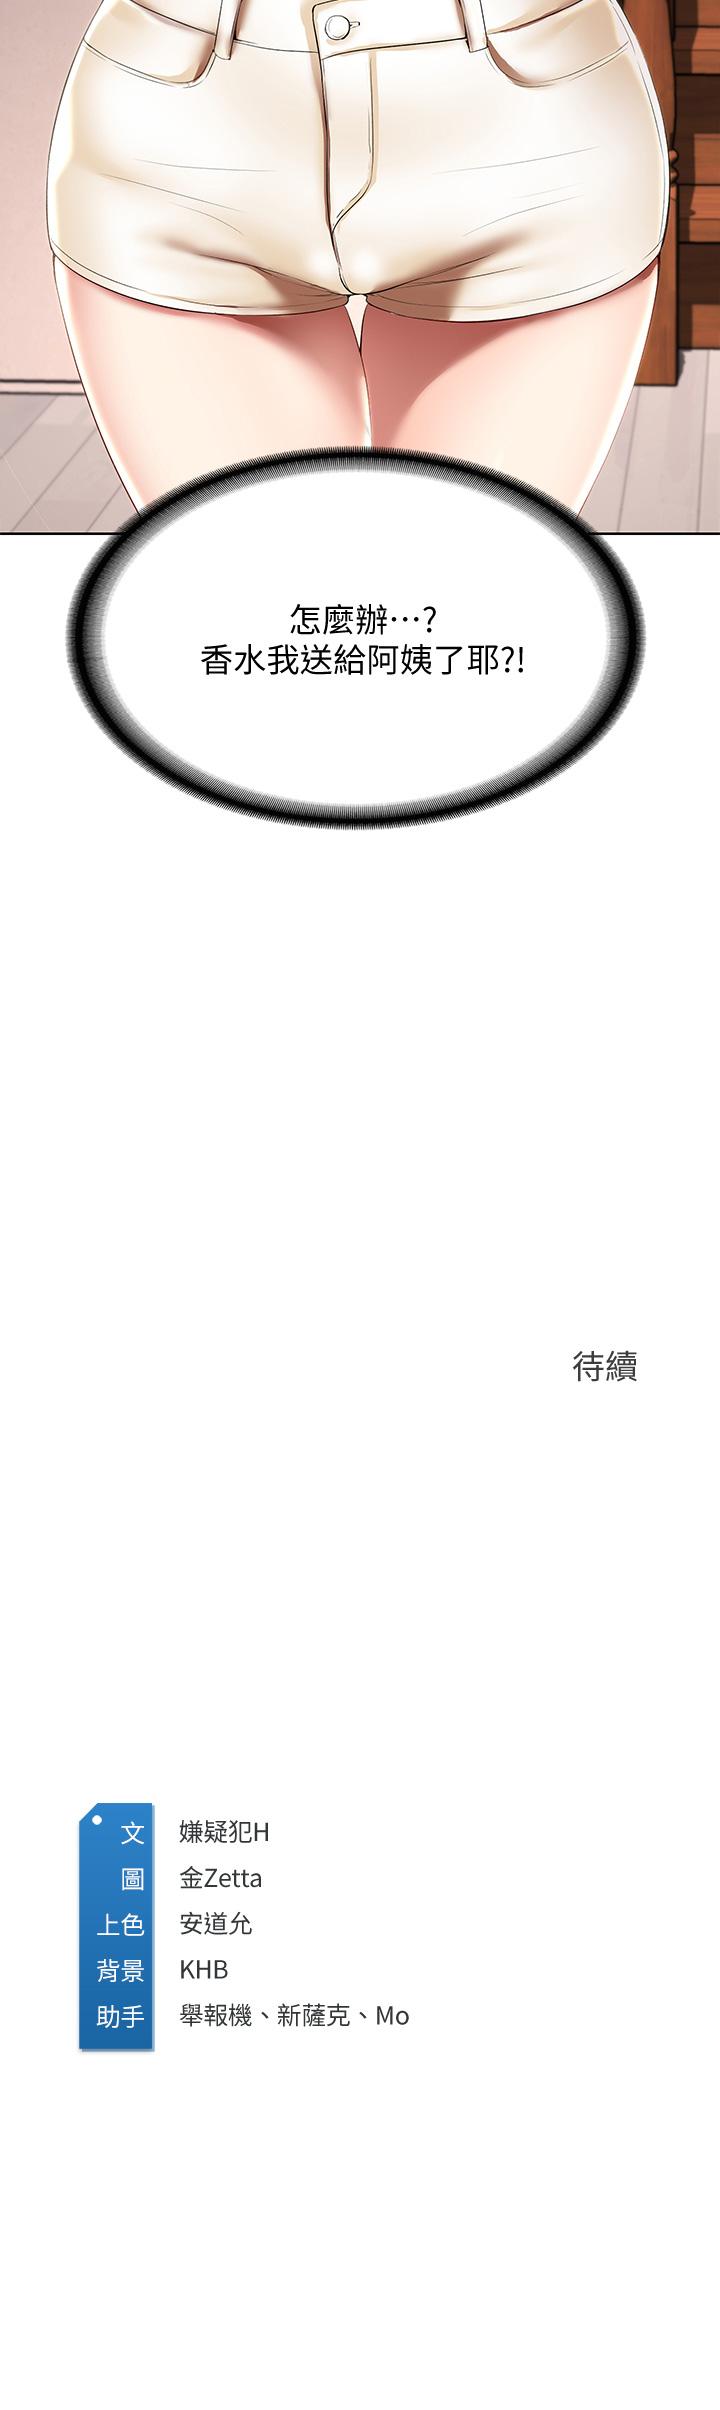 怎麼辦…?
香水我送給阿姨了耶?!
待續
文 嫌疑犯H
圖 金Zetta
上色 安道允
背景 KHB
助手 舉報機、新薩克、Mo